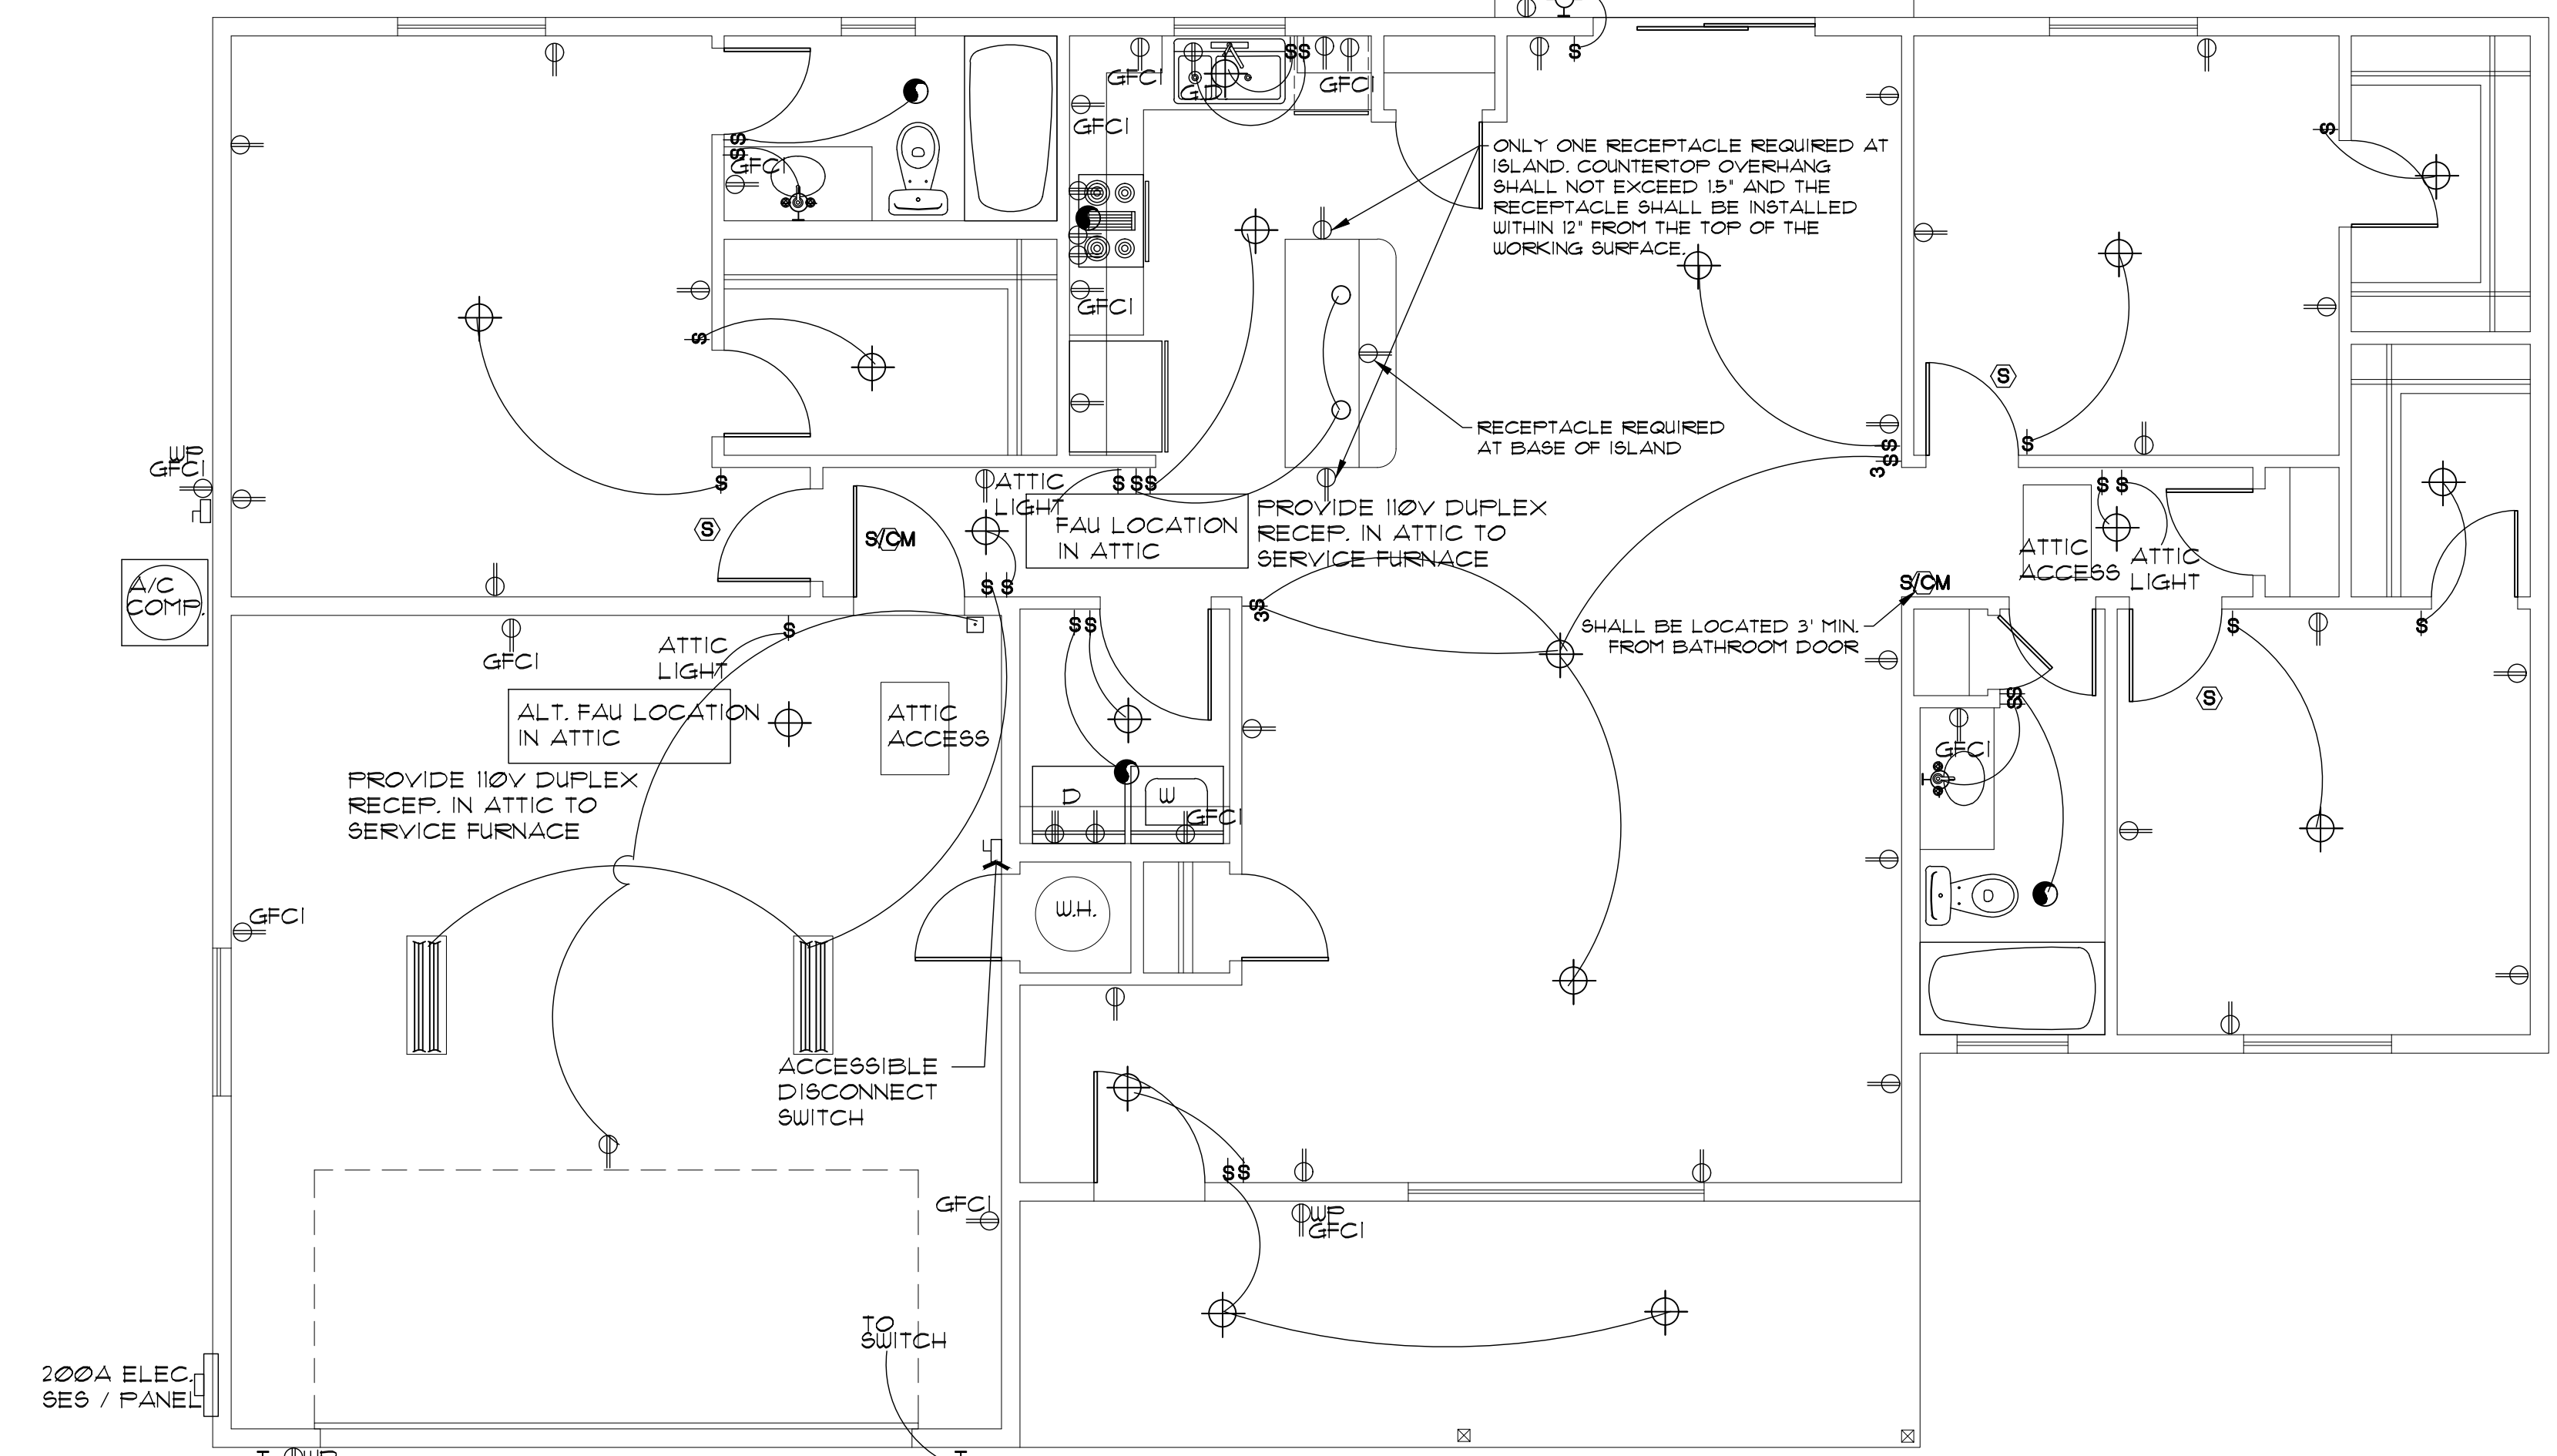 GFCI
GDI
GFCI
GFCI
GFCI
GFCI
ONLY ONE RECEPTACLE REQUIRED AT
ISLAND. COUNTERTOP OVERHANG
SHALL NOT EXCEED 15" AND THE
RECEPTACLE SHALL BE INSTALLED
WITHIN 12" FROM THE TOP OF THE
WORKING SURFACE.
RECEPTACLE REQUIRED
AT BASE OF ISLAND
WP
GFCI
A/C
COMP.
S
S/CM
ATTIC
LIGHT
FAU LOCATION
IN ATTIC
PROVIDE 110V DUPLEX
RECEP. IN ATTIC TO
SERVICE FURNACE
S
3
ATTIC
ACCESS
ATTIC
LIGHT
S/CM
SHALL BE LOCATED 3' MIN.
FROM BATHROOM DOOR
3
S
GFCI
GFCI
ATTIC
LIGHT
ALT. FAU LOCATION
IN ATTIC
ATTIC
ACCESS
PROVIDE 110V DUPLEX
RECEP. IN ATTIC TO
SERVICE FURNACE
D
W
GFCI
W.H.
GFCI
ACCESSIBLE
DISCONNECT
SWITCH
GFCI
WP
GFCI
TO
SWITCH
200A ELEC.
SES / PANEL